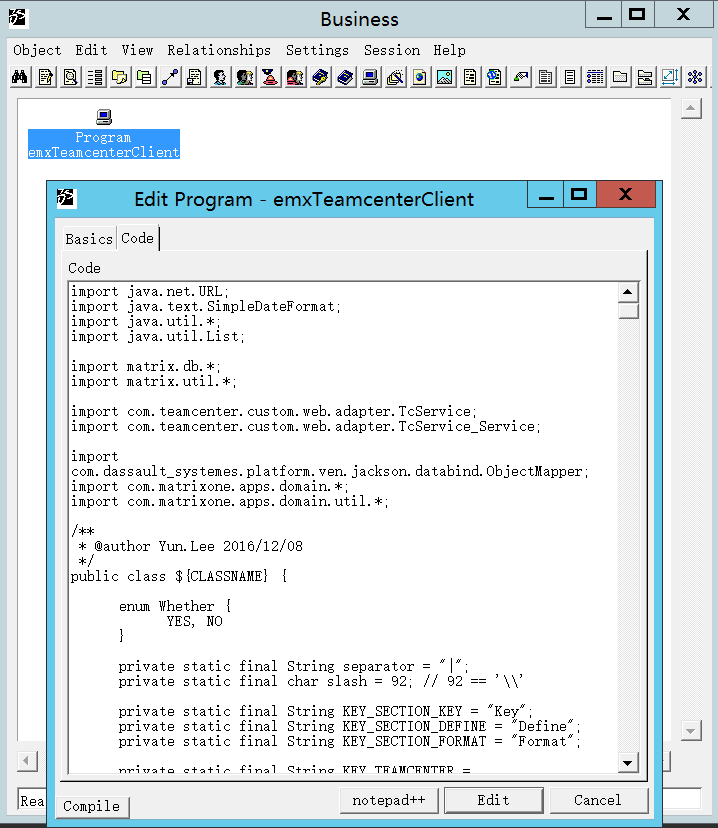 Business
Object Edit View Relationships Settings Session Help
Program
emxTeamcenterClient
Edit Program - emxTeamcenterClient
Basics Code
Code
import java.net.URL;
import java.text.SimpleDateFormat;
import java.util.*;
import java.util.List;
import matrix.db.*;
import matrix.util.*;
import com.teamcenter.custom.web.adapter.TcService;
import com.teamcenter.custom.web.adapter.TcService_Service;
import
com.dassault_systemes.platform.ven.jackson.databind.ObjectMapper;
import com.matrixone.apps.domain.*;
import com.matrixone.apps.domain.util.*;
/**
 * @author Yun.Lee 2016/12/08
 */
public class ${CLASSNAME} {
enum Whether {
YES, NO
}
private static final String separator = "|";
private static final char slash = 92; // 92 == '\\'
private static final String KEY_SECTION_KEY = "Key";
private static final String KEY_SECTION_DEFINE = "Define";
private static final String KEY_SECTION_FORMAT = "Format";
private static final String KEY_TEAMCENTER =
Rea
Compile
notepad++ Edit Cancel